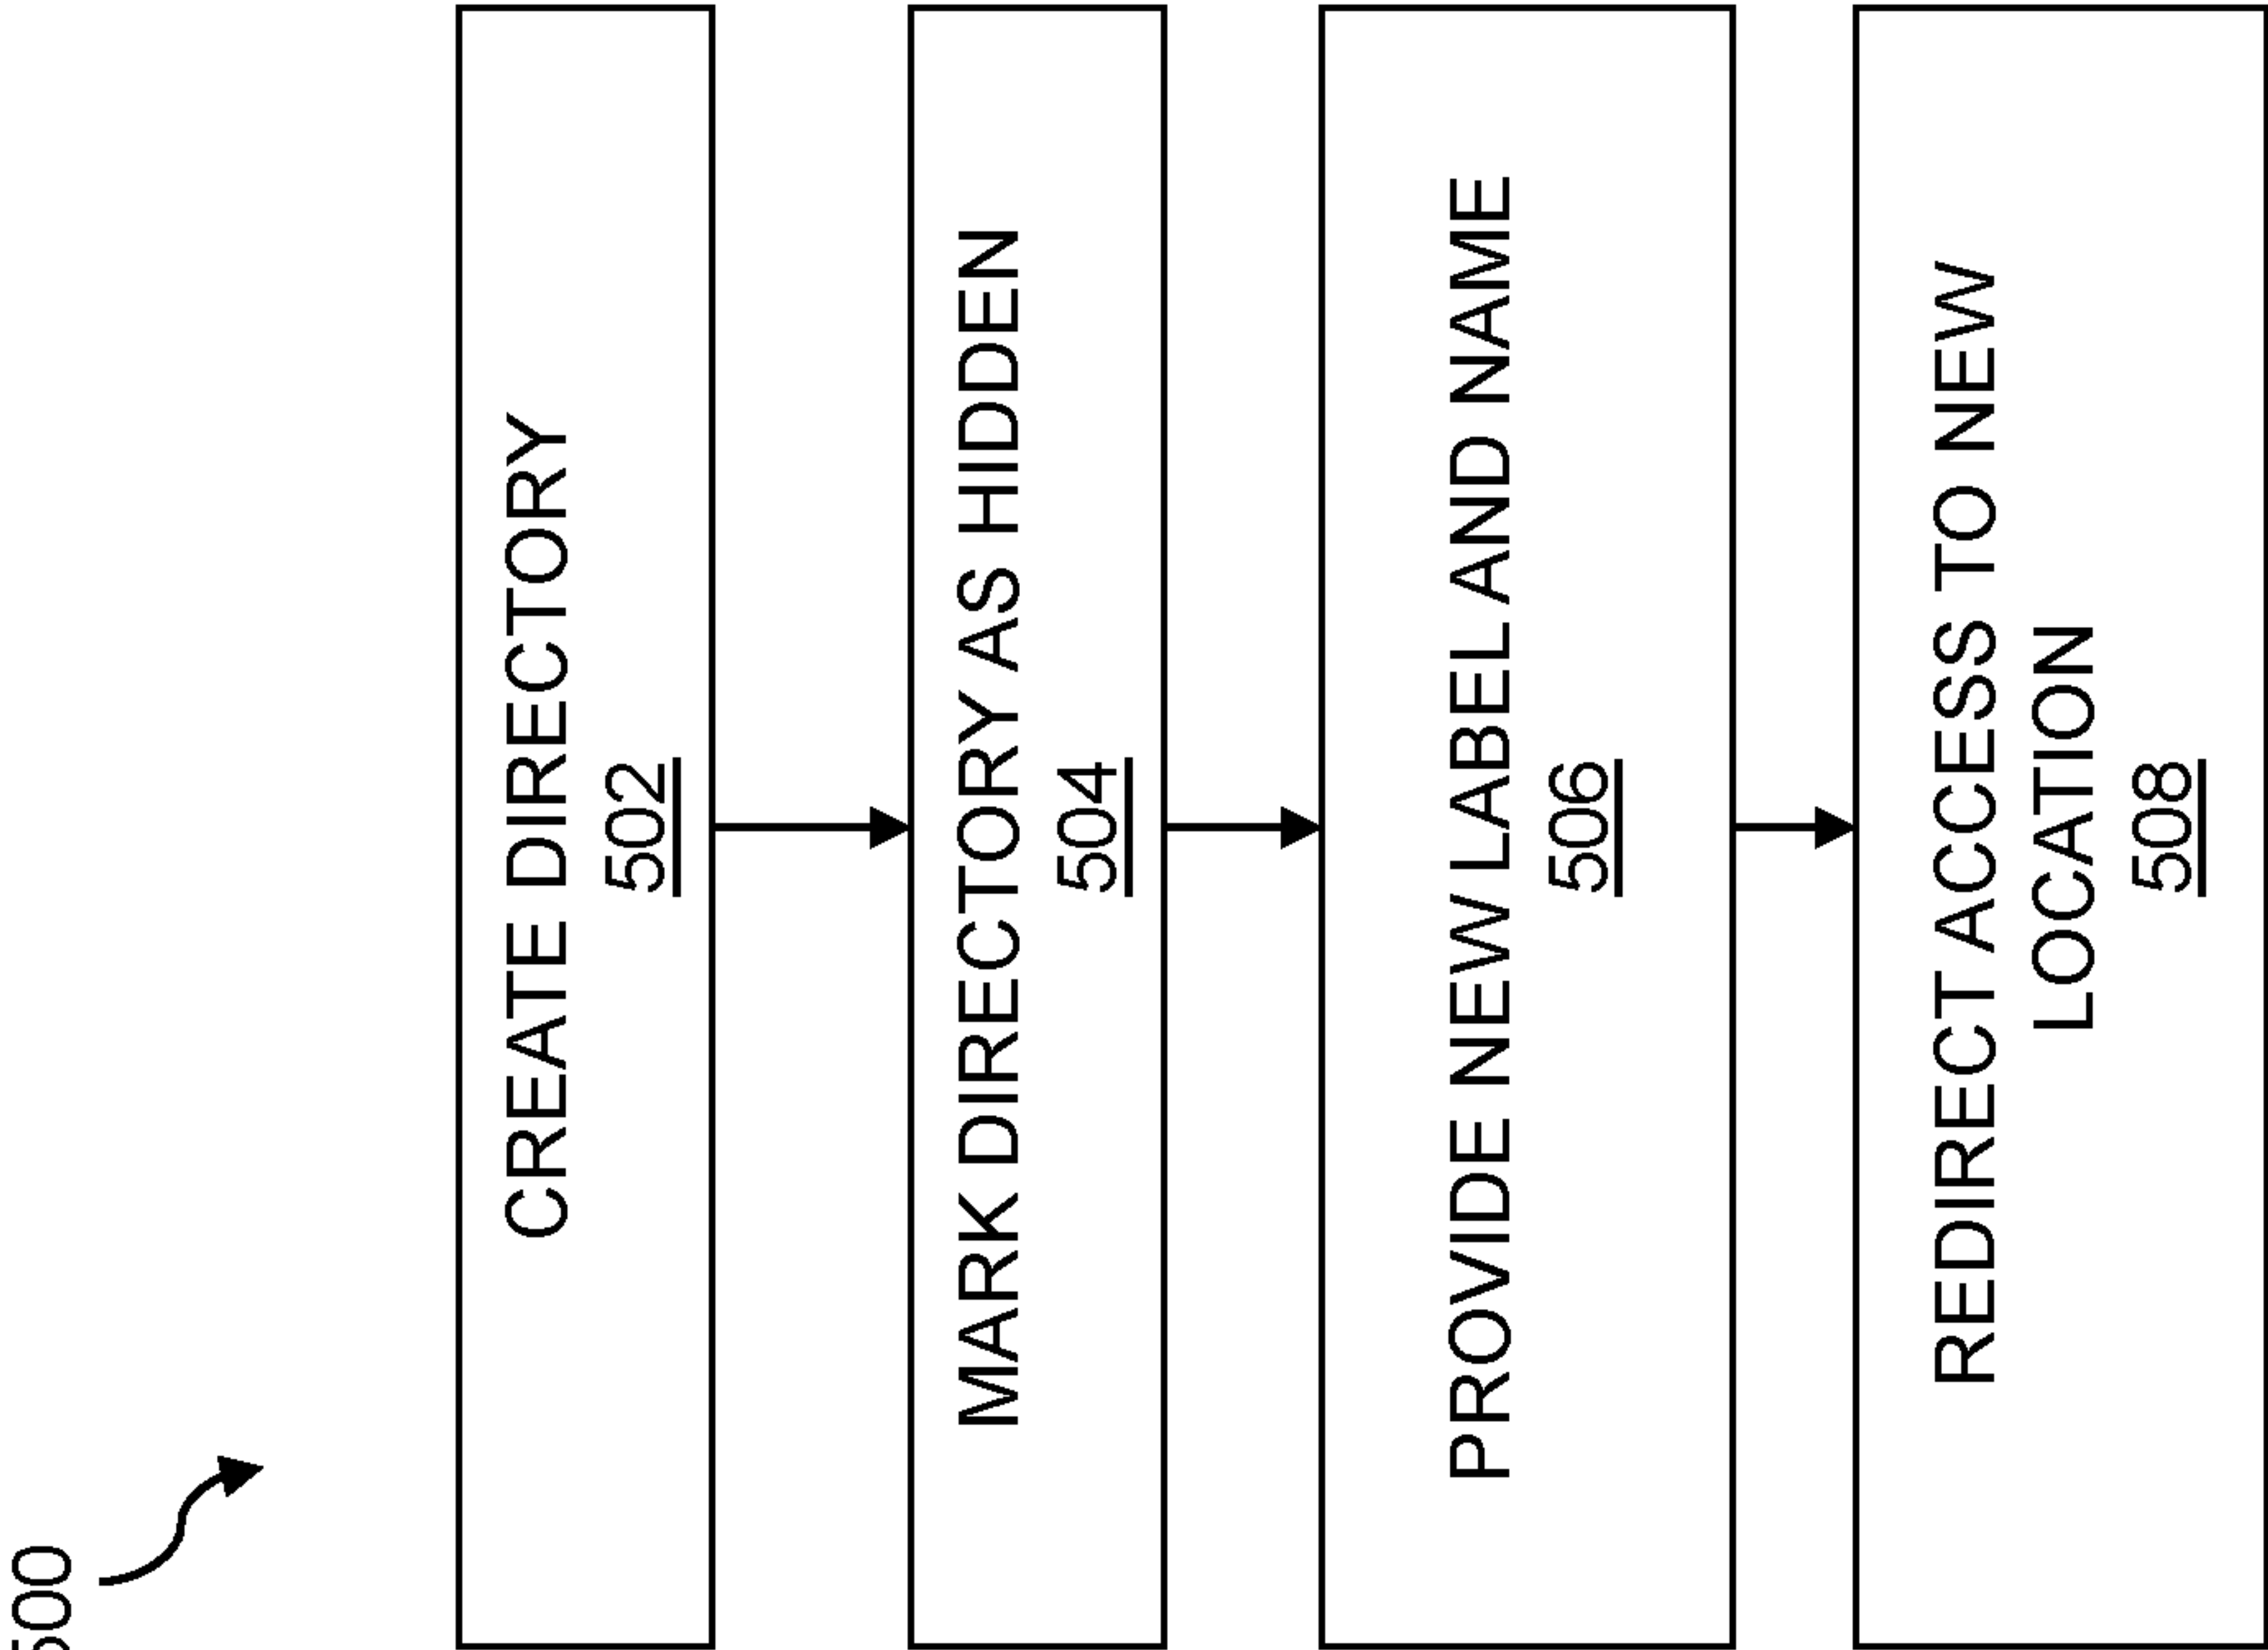 500
CREATE DIRECTORY
502
MARK DIRECTORY AS HIDDEN
504
PROVIDE NEW LABEL AND NAME
506
REDIRECT ACCESS TO NEW
LOCATION
508